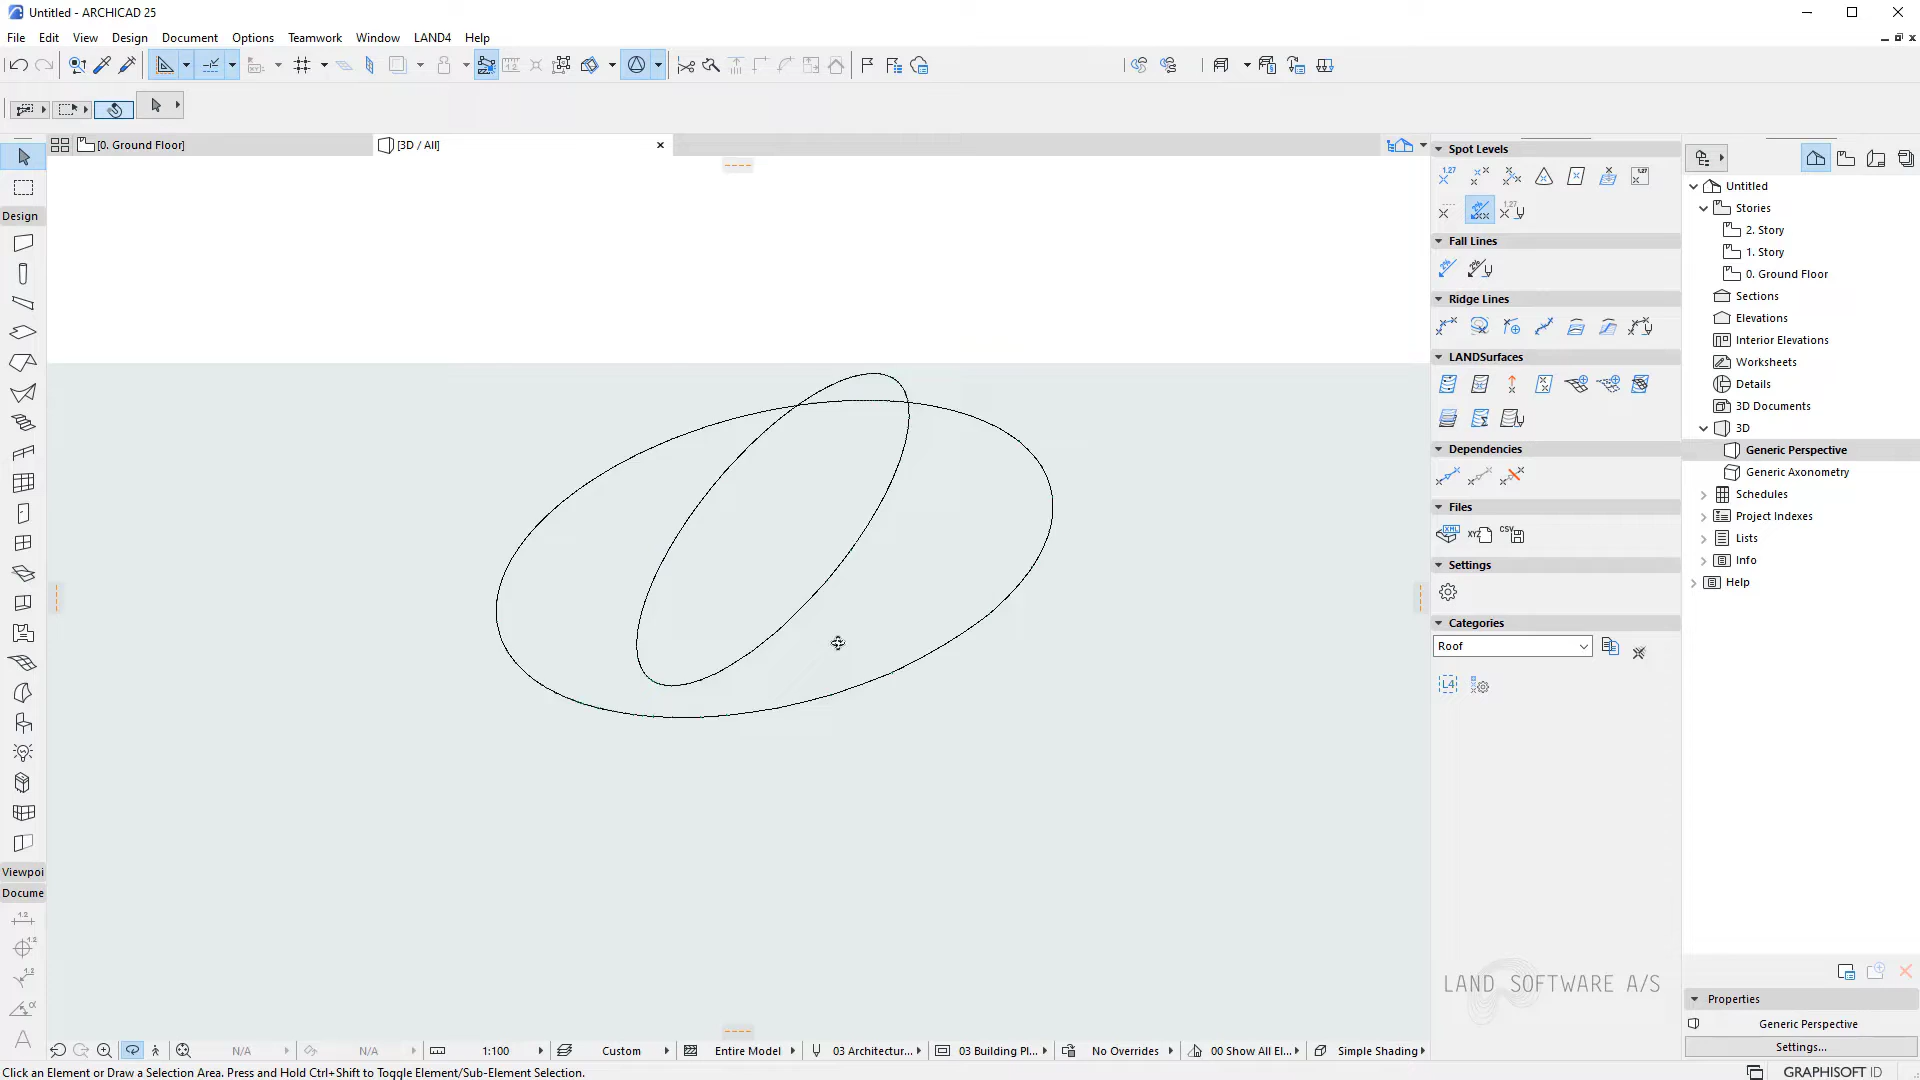 Untitled - ARCHICAD 25
File Edit View Design Document Options Teamwork Window LAND4 Help
[0. Ground Floor]
[3D / All]
Design
Viewpoi
Docume
Spot Levels
Fall Lines
Ridge Lines
LANDSurfaces
Dependencies
Files
Settings
Categories
Roof
LAND SOFTWARE A/S
Untitled
Stories
2. Story
1. Story
0. Ground Floor
Sections
Elevations
Interior Elevations
Worksheets
Details
3D Documents
3D
Generic Perspective
Generic Axonometry
Schedules
Project Indexes
Lists
Info
Help
Properties
Generic Perspective
Settings...
N/A N/A 1:100 Custom Entire Model 03 Architectur... 03 Building Pl... No Overrides 00 Show All El... Simple Shading
Click an Element or Draw a Selection Area. Press and Hold Ctrl+Shift to Toggle Element/Sub-Element Selection.
GRAPHISOFT ID